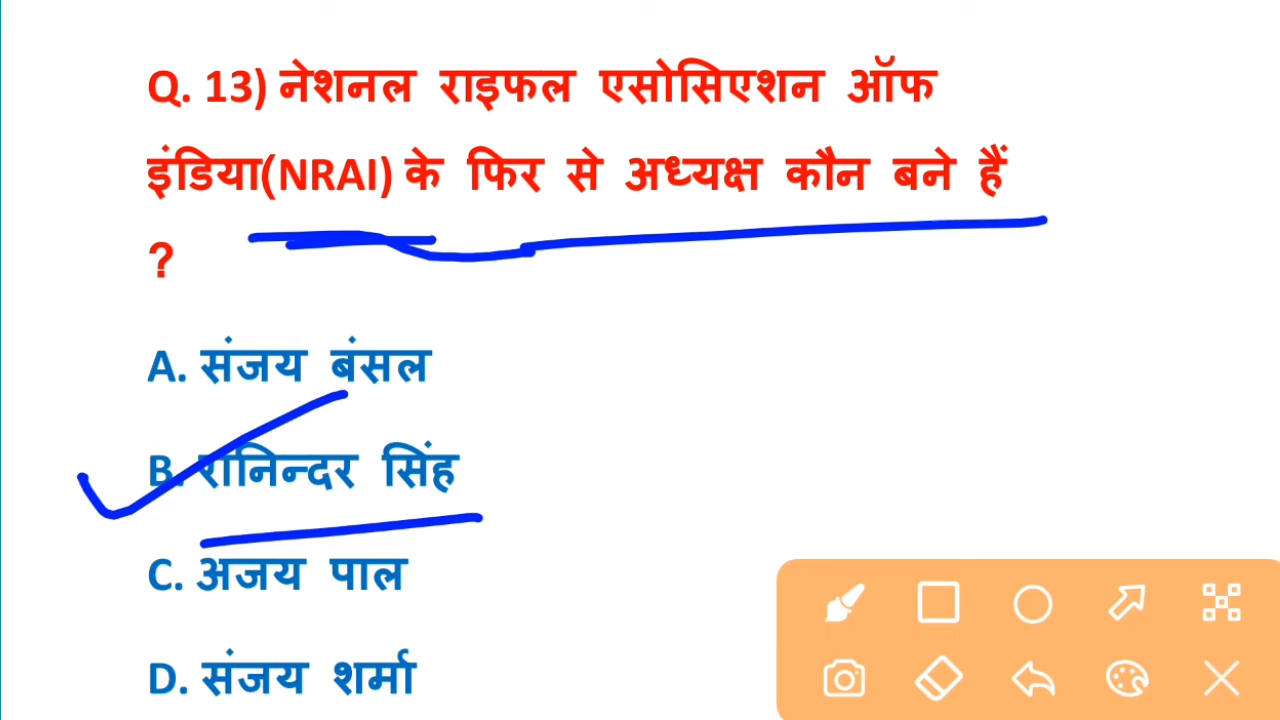 Q. 13) नेशनल राइफल एसोसिएशन ऑफ
इंडिया(NRAI) के फिर से अध्यक्ष कौन बने हैं
?
A. संजय बंसल
B. रानिन्दर सिंह
C. अजय पाल
D. संजय शर्मा